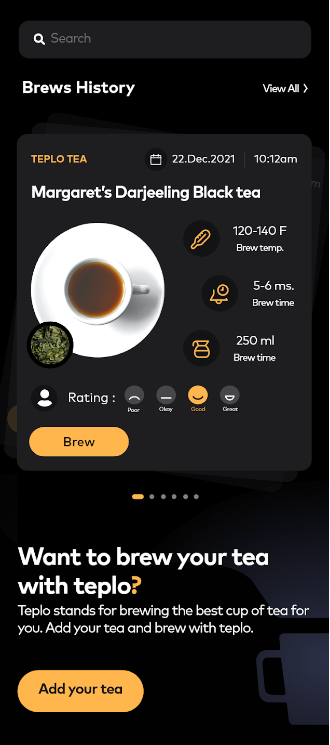 Search
Brews History
View All
TEPLO TEA
22.Dec.2021
10:12am
Margaret's Darjeeling Black tea
120-140 F
Brew temp.
5-6 ms.
Brew time
250 ml
Brew time
Rating :
Poor
Okay
Good
Great
Brew
Want to brew your tea
with teplo?
Teplo stands for brewing the best cup of tea for
you. Add your tea and brew with teplo.
Add your tea